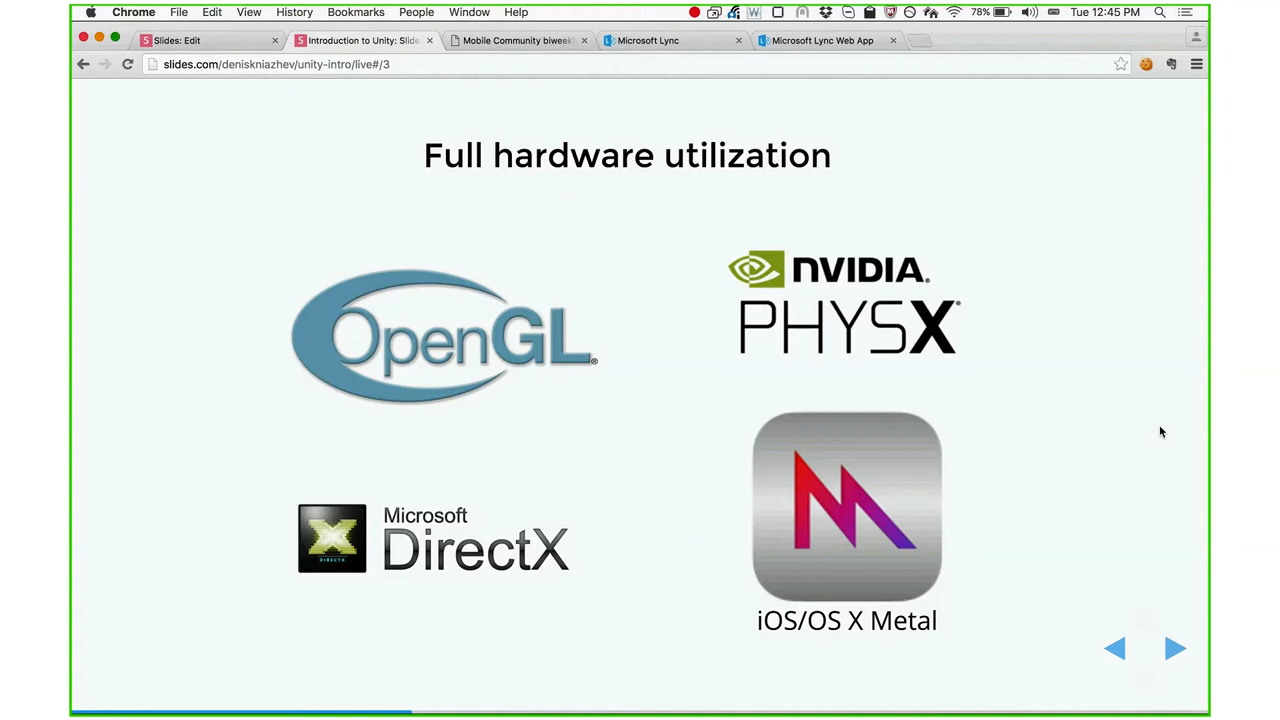 Chrome File Edit View History Bookmarks People Window Help 78% Tue 12:45 PM
Slides: Edit Introduction to Unity: Slide Mobile Community biweekl Microsoft Lync Microsoft Lync Web App
slides.com/deniskniazhev/unity-intro/live#/3
Full hardware utilization
OpenGL®
NVIDIA.
PHYSX®
Microsoft
DirectX
DIRECTX
iOS/OS X Metal